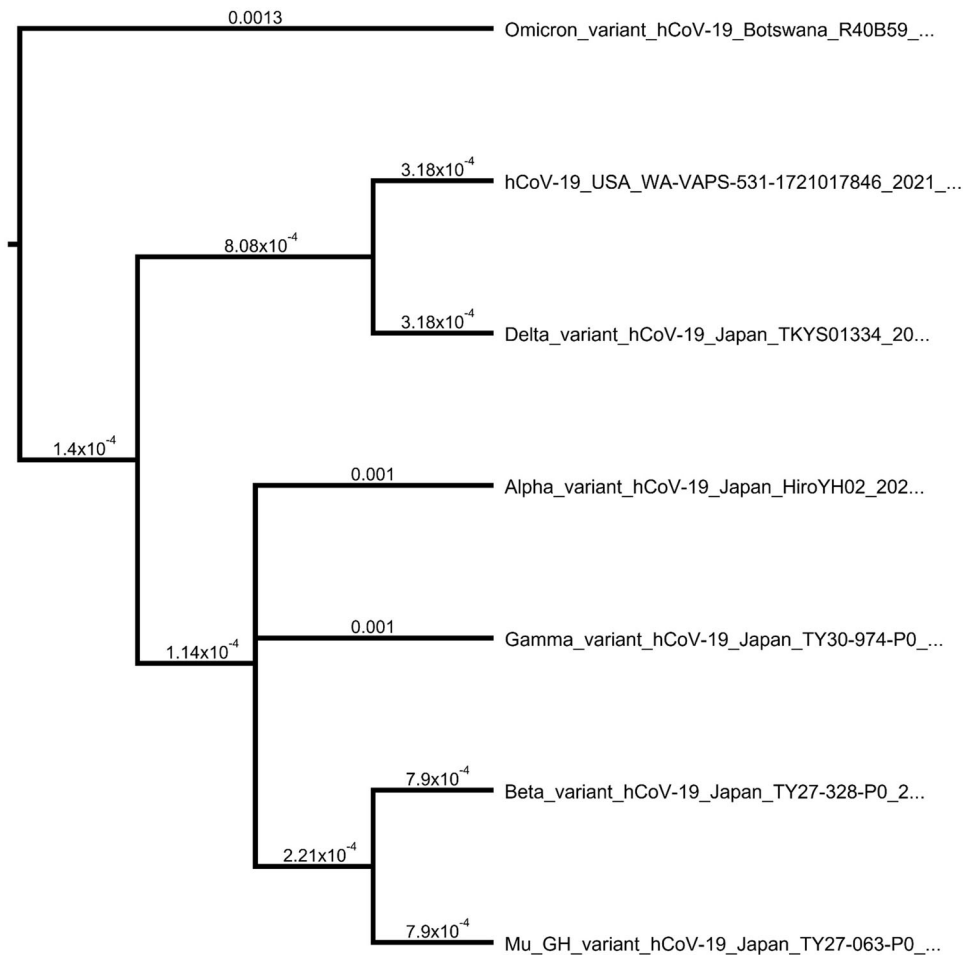 0.0013
Omicron_variant_hCoV-19_Botswana_R40B59_...
3.18x10⁻⁴
hCoV-19_USA_WA-VAPS-531-1721017846_2021_...
8.08x10⁻⁴
3.18x10⁻⁴
Delta_variant_hCoV-19_Japan_TKYS01334_20...
1.4x10⁻⁴
0.001
Alpha_variant_hCoV-19_Japan_HiroYH02_202...
0.001
Gamma_variant_hCoV-19_Japan_TY30-974-P0_...
1.14x10⁻⁴
7.9x10⁻⁴
Beta_variant_hCoV-19_Japan_TY27-328-P0_2...
2.21x10⁻⁴
7.9x10⁻⁴
Mu_GH_variant_hCoV-19_Japan_TY27-063-P0_...